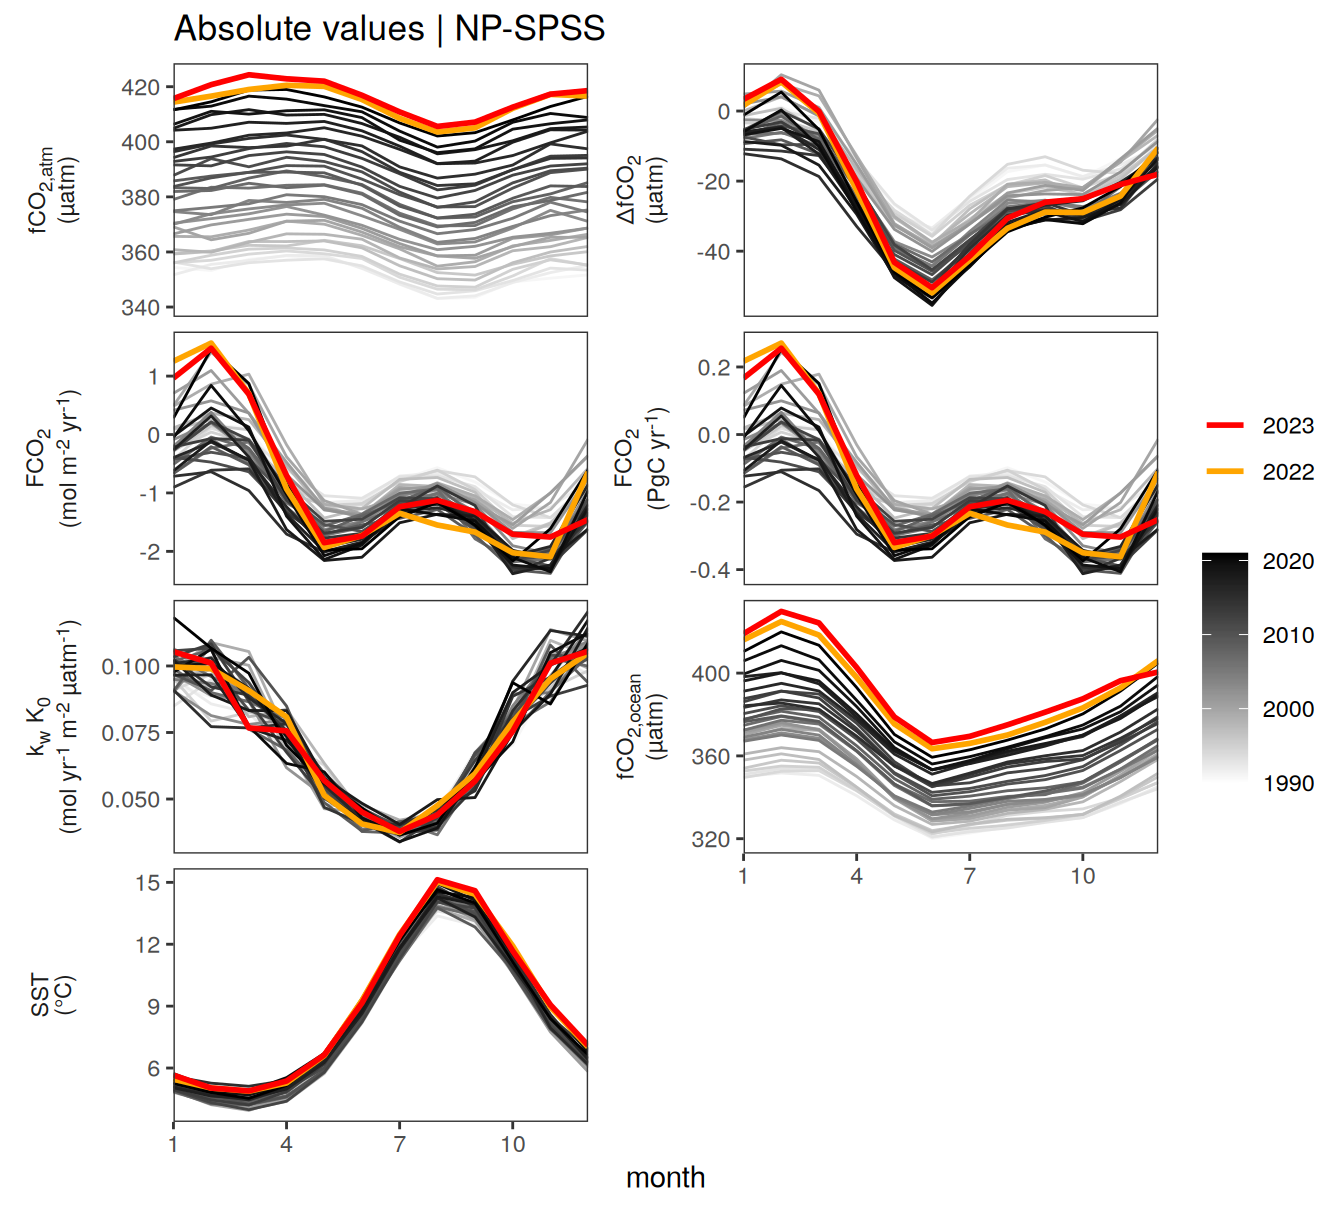 Absolute values | NP-SPSS
fCO2,atm
(µatm)
420
400
380
360
340
ΔfCO2
(µatm)
0
-20
-40
FCO2
(mol m-2 yr-1)
1
0
-1
-2
FCO2
(PgC yr-1)
0.2
0.0
-0.2
-0.4
kw K0
(mol yr-1 m-2 µatm-1)
0.100
0.075
0.050
fCO2,ocean
(µatm)
400
360
320
1 4 7 10
SST
(°C)
15
12
9
6
1 4 7 10
month
2023
2022
2020
2010
2000
1990